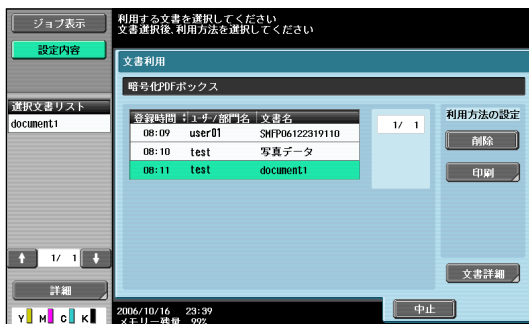 ジョブ表示
設定内容
利用する文書を選択してください
文書選択後、利用方法を選択してください
文書利用
暗号化PDFボックス
選択文書リスト
document1
登録時間 ユーザー/部門名 文書名
08:09 user01 SMFP06122319110
08:10 test 写真データ
08:11 test document1
1/ 1
利用方法の設定
削除
印刷
文書詳細
↑ 1/ 1 ↓
詳細
Y M C K
中止
2006/10/16 23:39
メモリー残量 99%